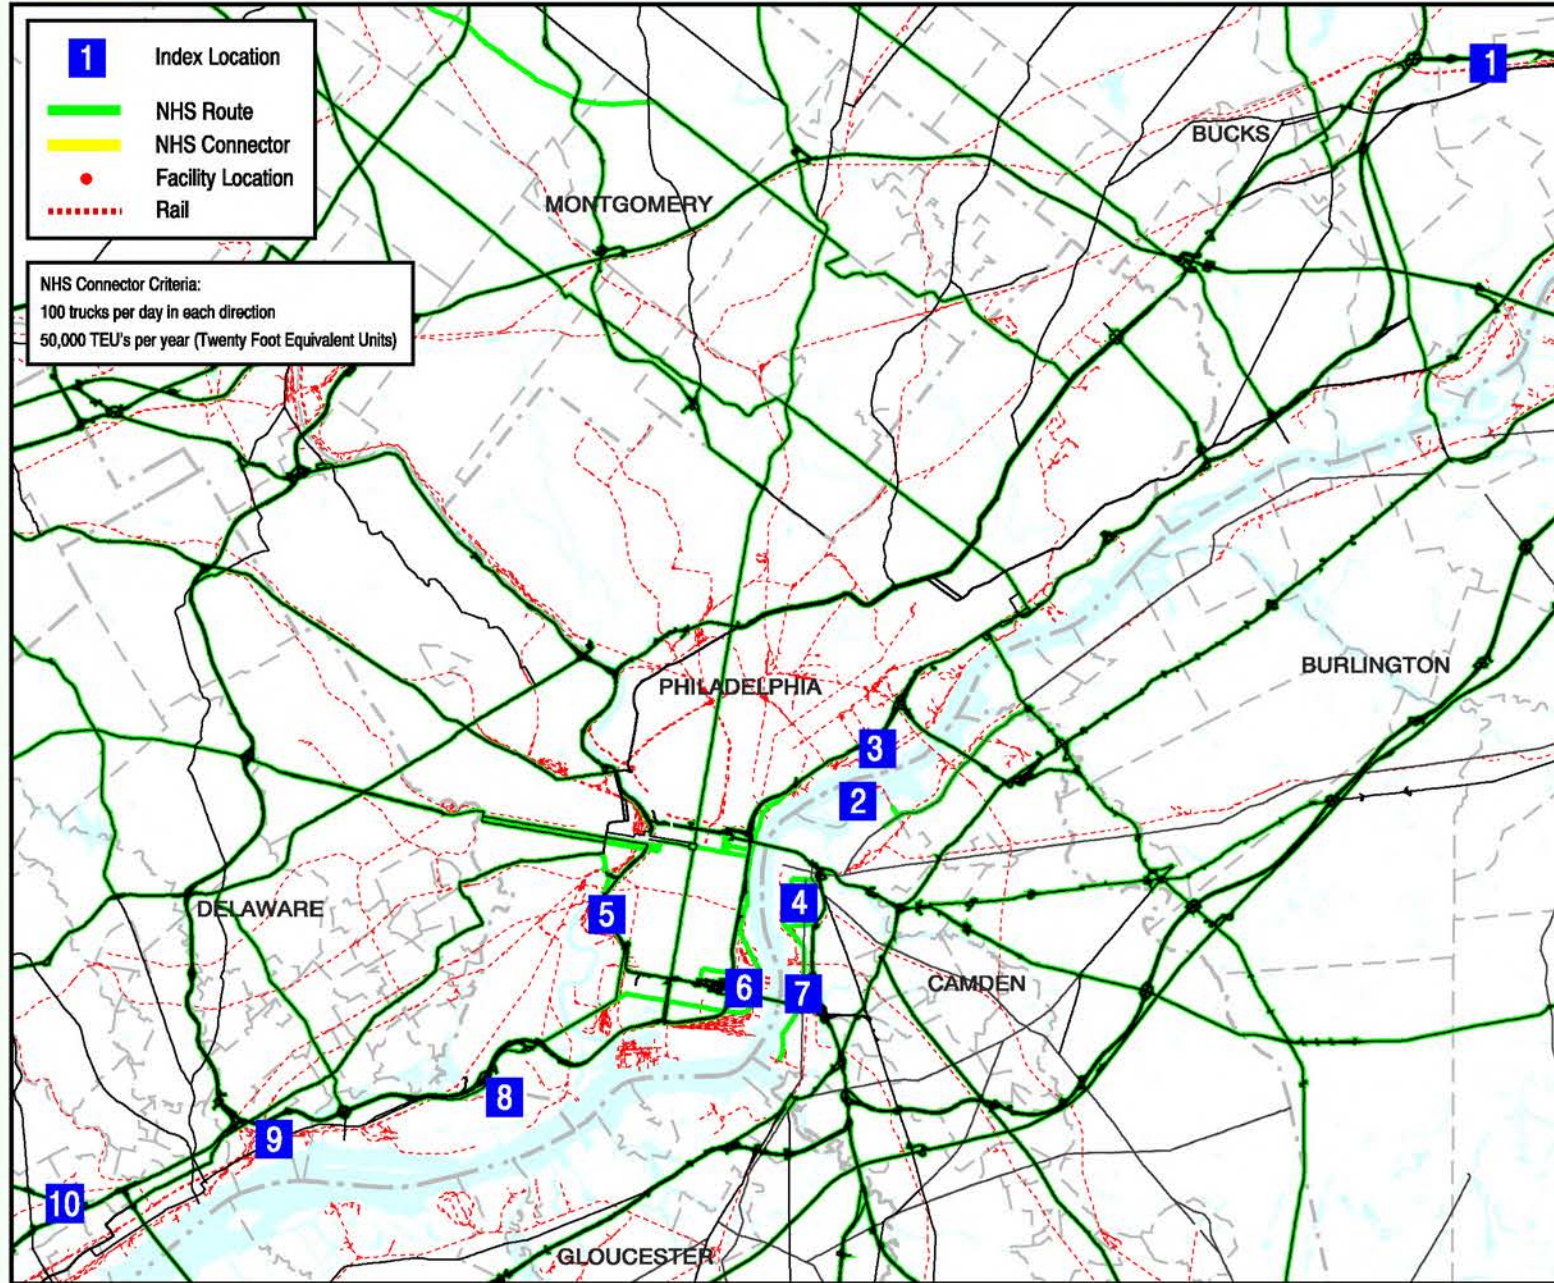 1 Index Location
NHS Route
NHS Connector
Facility Location
Rail
NHS Connector Criteria:
100 trucks per day in each direction
50,000 TEU's per year (Twenty Foot Equivalent Units)
1
BUCKS
MONTGOMERY
BURLINGTON
PHILADELPHIA
3
2
4
DELAWARE
5
CAMDEN
6
7
8
9
10
GLOUCESTER